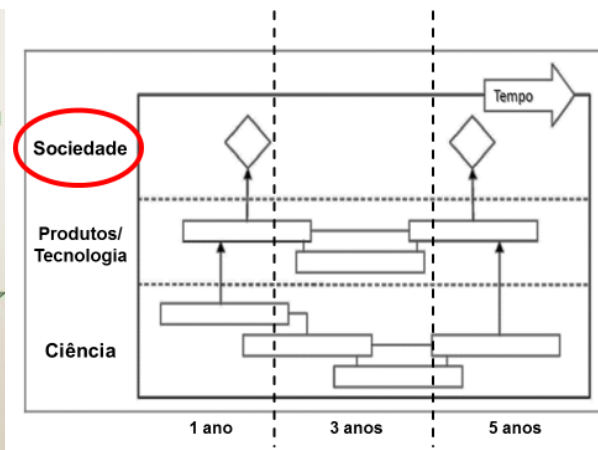 Tempo
Sociedade
Produtos/
Tecnologia
Ciência
1 ano
3 anos
5 anos